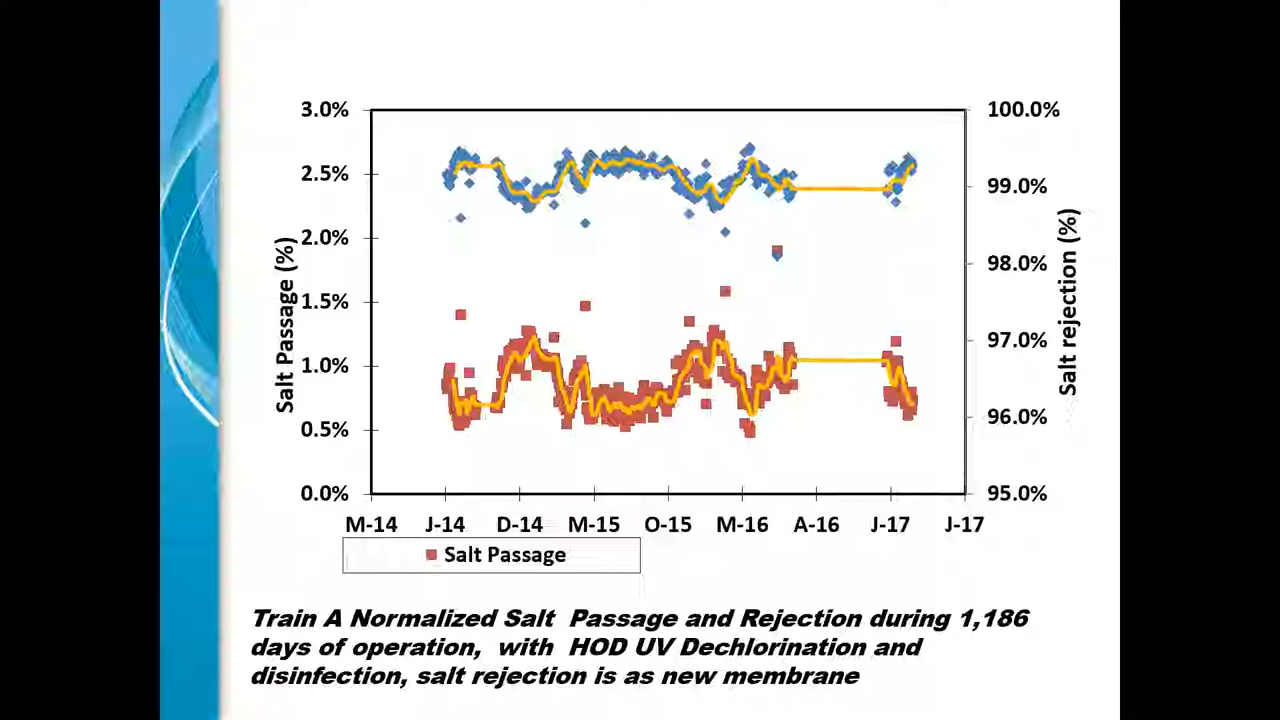 3.0%
2.5%
2.0%
1.5%
1.0%
0.5%
0.0%
Salt Passage (%)
100.0%
99.0%
98.0%
97.0%
96.0%
95.0%
Salt rejection (%)
M-14 J-14 D-14 M-15 O-15 M-16 A-16 J-17 J-17
Salt Passage
Train A Normalized Salt Passage and Rejection during 1,186
days of operation, with HOD UV Dechlorination and
disinfection, salt rejection is as new membrane